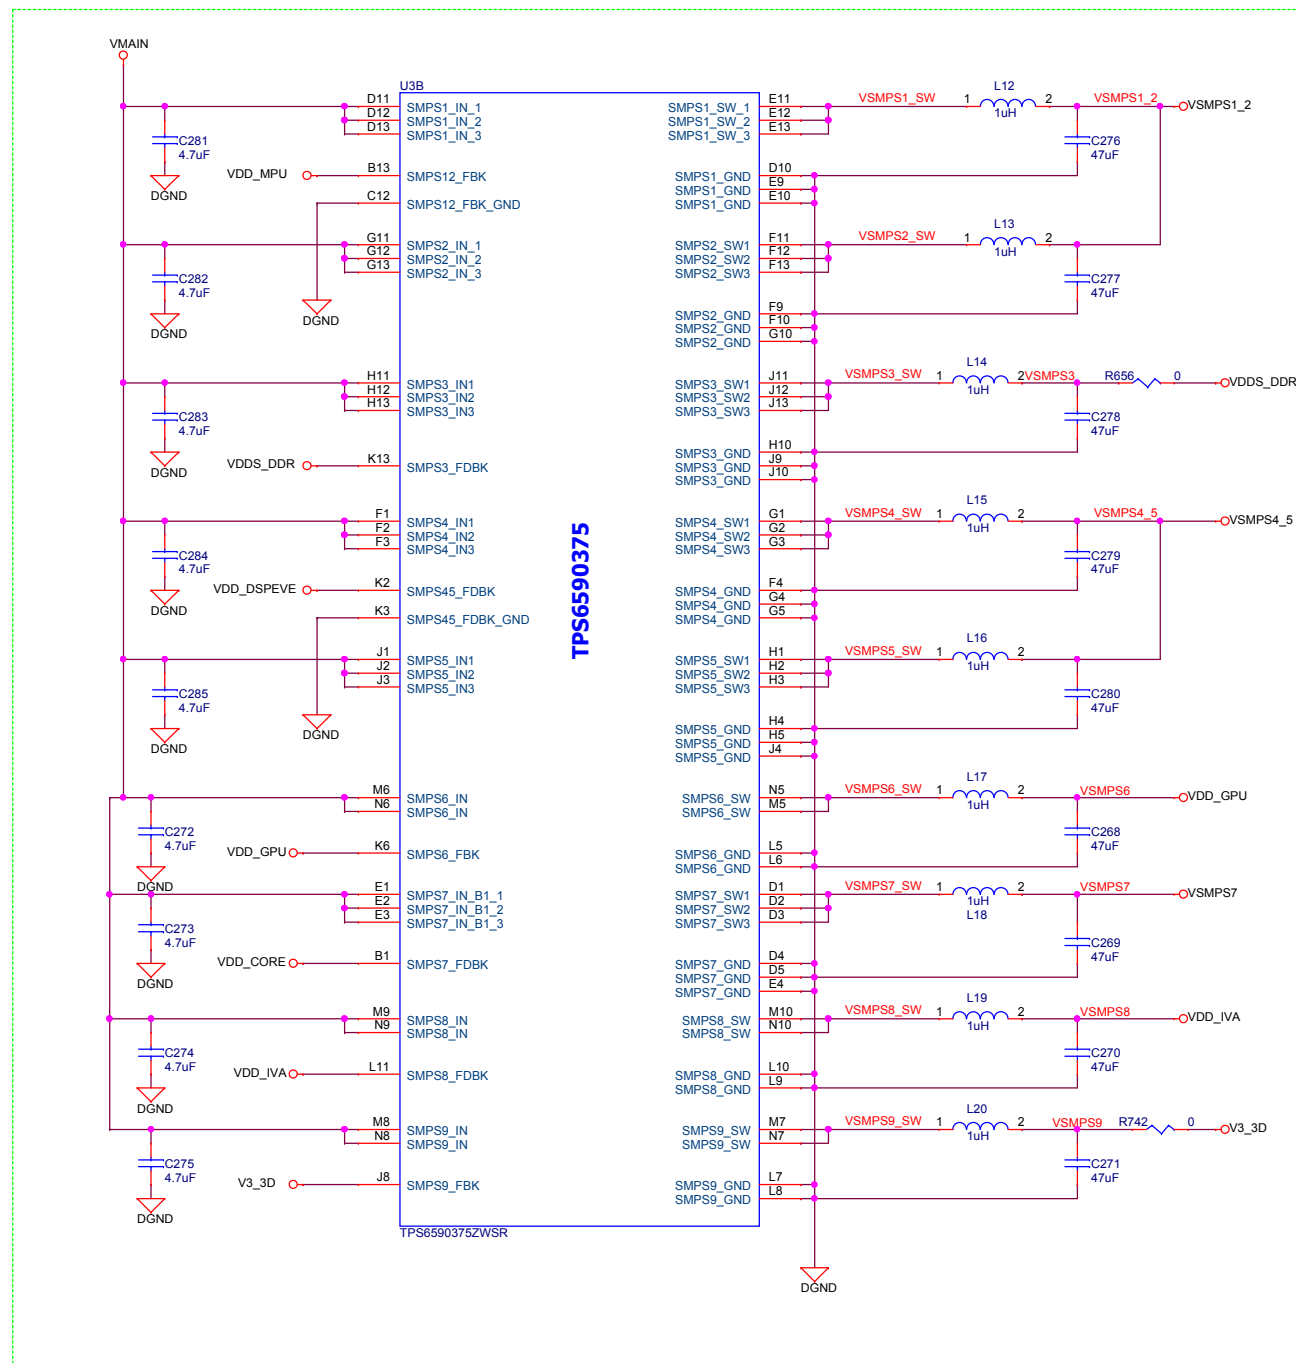 VMAIN
U3B
L12
D11 SMPS1_IN_1 SMPS1_SW_1 E11 VSMPS1_SW 1 2 VSMPS1_2 VSMPS1_2
D12 SMPS1_IN_2 SMPS1_SW_2 E12 1uH
D13 SMPS1_IN_3 SMPS1_SW_3 E13
C281 C276
4.7uF 47uF
VDD_MPU B13 SMPS12_FBK SMPS1_GND D10
DGND SMPS1_GND E9
C12 SMPS12_FBK_GND SMPS1_GND E10
L13
G11 SMPS2_IN_1 SMPS2_SW1 F11 VSMPS2_SW 1 2
G12 SMPS2_IN_2 SMPS2_SW2 F12 1uH
G13 SMPS2_IN_3 SMPS2_SW3 F13
C282 C277
4.7uF 47uF
SMPS2_GND F9
DGND DGND SMPS2_GND F10
SMPS2_GND G10
L14
H11 SMPS3_IN1 SMPS3_SW1 J11 VSMPS3_SW 1 2 VSMPS3 R656 0 VDDS_DDR
H12 SMPS3_IN2 SMPS3_SW2 J12 1uH
H13 SMPS3_IN3 SMPS3_SW3 J13
C283 C278
4.7uF 47uF
SMPS3_GND H10
VDDS_DDR K13 SMPS3_FDBK SMPS3_GND J9
DGND SMPS3_GND J10
L15
F1 SMPS4_IN1 SMPS4_SW1 G1 VSMPS4_SW 1 2 VSMPS4_5 VSMPS4_5
F2 SMPS4_IN2 SMPS4_SW2 G2 1uH
F3 SMPS4_IN3 SMPS4_SW3 G3
C284 C279
4.7uF 47uF
TPS6590375
VDD_DSPEVE K2 SMPS45_FDBK SMPS4_GND F4
DGND SMPS4_GND G4
K3 SMPS45_FDBK_GND SMPS4_GND G5
L16
J1 SMPS5_IN1 SMPS5_SW1 H1 VSMPS5_SW 1 2
J2 SMPS5_IN2 SMPS5_SW2 H2 1uH
J3 SMPS5_IN3 SMPS5_SW3 H3
C285 C280
4.7uF 47uF
SMPS5_GND H4
DGND DGND SMPS5_GND H5
SMPS5_GND J4
L17
M6 SMPS6_IN SMPS6_SW N5 VSMPS6_SW 1 2 VSMPS6 VDD_GPU
N6 SMPS6_IN SMPS6_SW M5 1uH
C272 C268
4.7uF 47uF
VDD_GPU K6 SMPS6_FBK SMPS6_GND L5
SMPS6_GND L6
DGND
E1 SMPS7_IN_B1_1 SMPS7_SW1 D1 VSMPS7_SW 1 2 VSMPS7 VSMPS7
E2 SMPS7_IN_B1_2 SMPS7_SW2 D2 1uH
E3 SMPS7_IN_B1_3 SMPS7_SW3 D3 L18
C273 C269
4.7uF 47uF
VDD_CORE B1 SMPS7_FDBK SMPS7_GND D4
DGND SMPS7_GND D5
SMPS7_GND E4
L19
M9 SMPS8_IN SMPS8_SW M10 VSMPS8_SW 1 2 VSMPS8 VDD_IVA
N9 SMPS8_IN SMPS8_SW N10 1uH
C274 C270
4.7uF 47uF
VDD_IVA L11 SMPS8_FDBK SMPS8_GND L10
SMPS8_GND L9
DGND
L20
M8 SMPS9_IN SMPS9_SW M7 VSMPS9_SW 1 2 VSMPS9 R742 0 V3_3D
N8 SMPS9_IN SMPS9_SW N7 1uH
C275 C271
4.7uF 47uF
V3_3D J8 SMPS9_FBK SMPS9_GND L7
SMPS9_GND L8
DGND
TPS6590375ZWSR
DGND